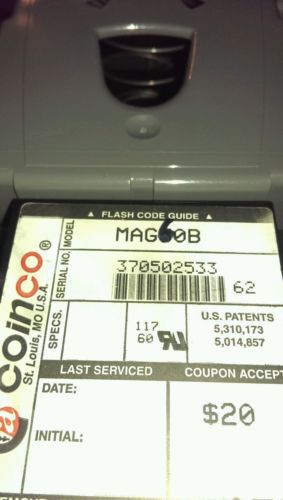 ▲ FLASH CODE GUIDE ▲
MODEL
MAG60B
SERIAL NO.
370502533
62
coinco®
St. Louis, MO U.S.A.
SPECS.
117
60
U.S. PATENTS
5,310,173
5,014,857
LAST SERVICED
COUPON ACCEPT
DATE:
$20
INITIAL: